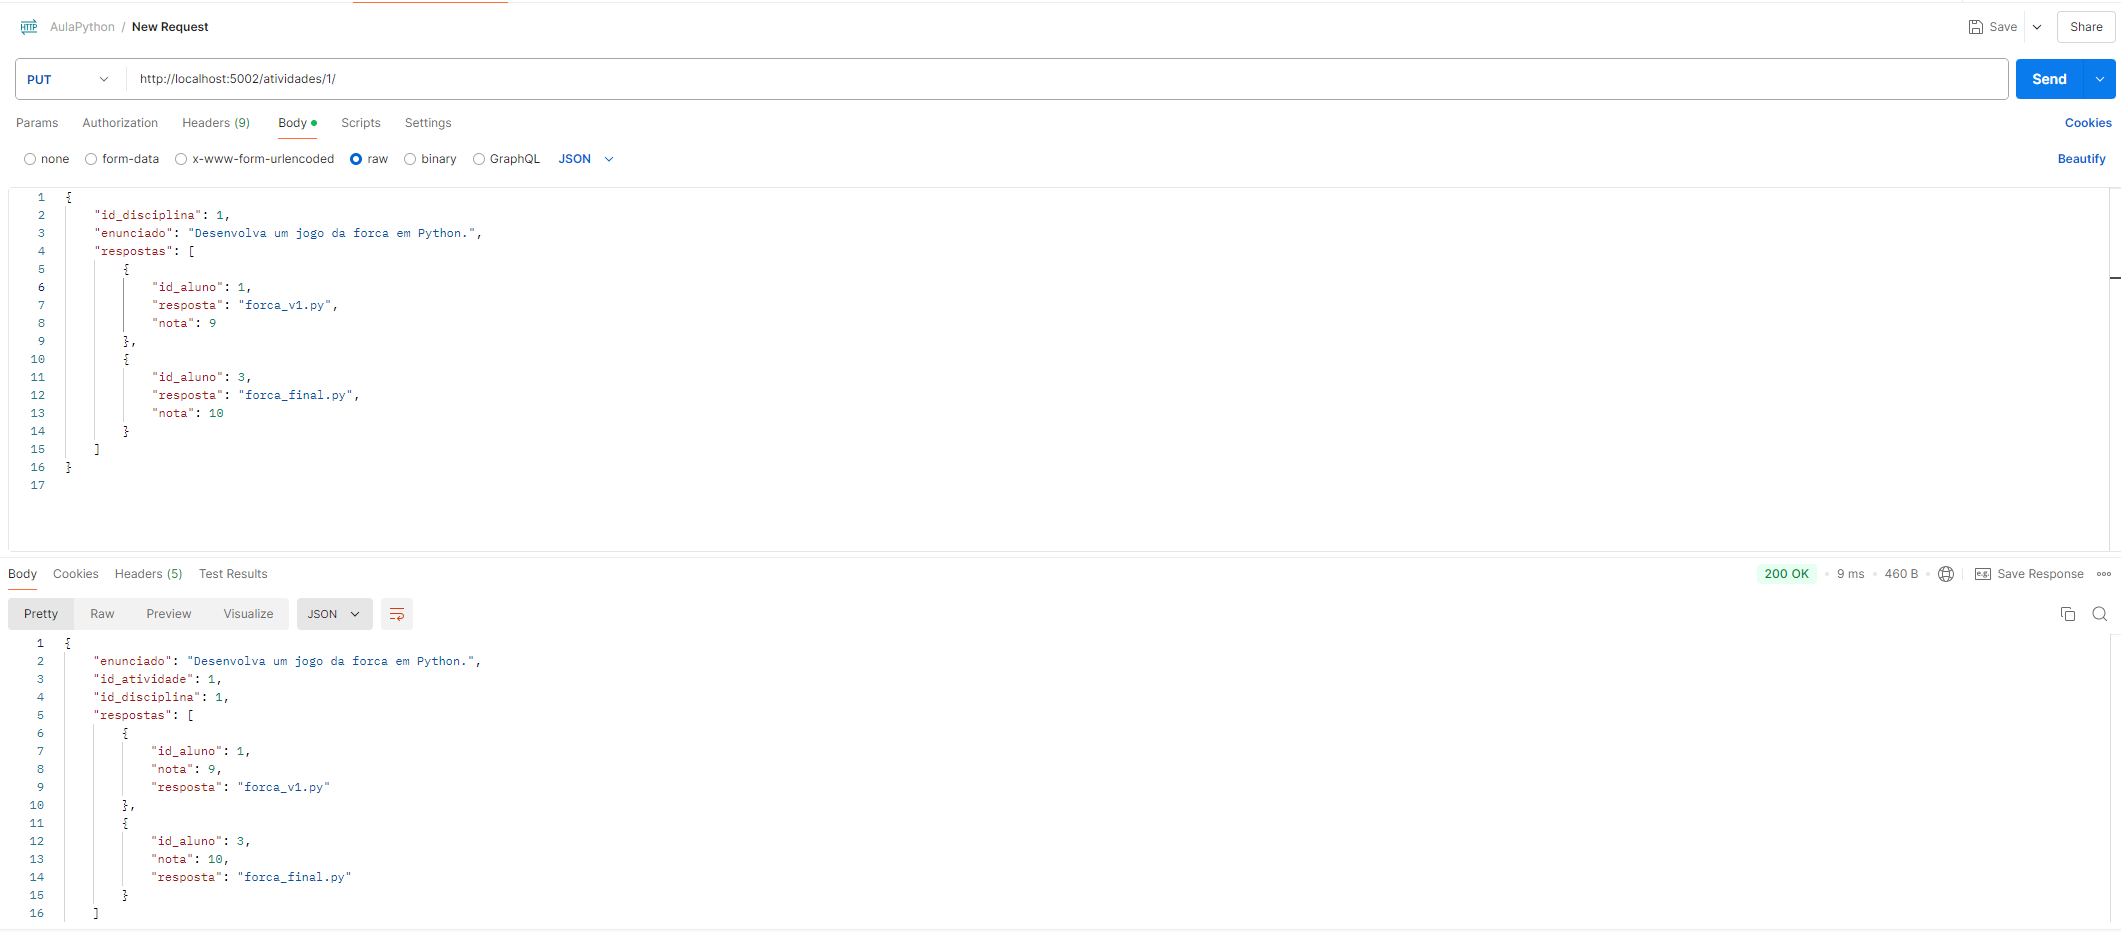 HTTP AulaPython / New Request Save Share
PUT http://localhost:5002/atividades/1/ Send
Params Authorization Headers (9) Body Scripts Settings Cookies
none form-data x-www-form-urlencoded raw binary GraphQL JSON Beautify
1 {
2 "id_disciplina": 1,
3 "enunciado": "Desenvolva um jogo da forca em Python.",
4 "respostas": [
5 {
6 "id_aluno": 1,
7 "resposta": "forca_v1.py",
8 "nota": 9
9 },
10 {
11 "id_aluno": 3,
12 "resposta": "forca_final.py",
13 "nota": 10
14 }
15 ]
16 }
17
Body Cookies Headers (5) Test Results 200 OK 9 ms 460 B e.g. Save Response
Pretty Raw Preview Visualize JSON
1 {
2 "enunciado": "Desenvolva um jogo da forca em Python.",
3 "id_atividade": 1,
4 "id_disciplina": 1,
5 "respostas": [
6 {
7 "id_aluno": 1,
8 "nota": 9,
9 "resposta": "forca_v1.py"
10 },
11 {
12 "id_aluno": 3,
13 "nota": 10,
14 "resposta": "forca_final.py"
15 }
16 ]